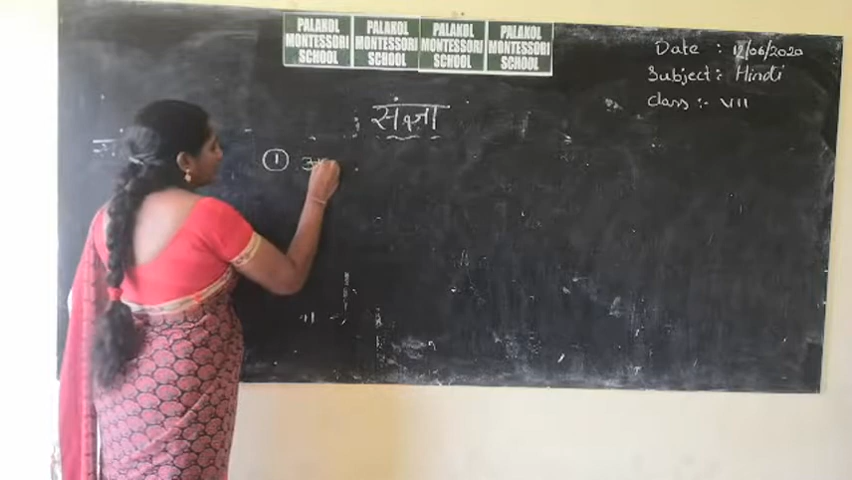 PALAKOL MONTESSORI SCHOOL
PALAKOL MONTESSORI SCHOOL
PALAKOL MONTESSORI SCHOOL
PALAKOL MONTESSORI SCHOOL
Date : 12/06/2020
Subject : Hindi
class :- VII
संज्ञा
①